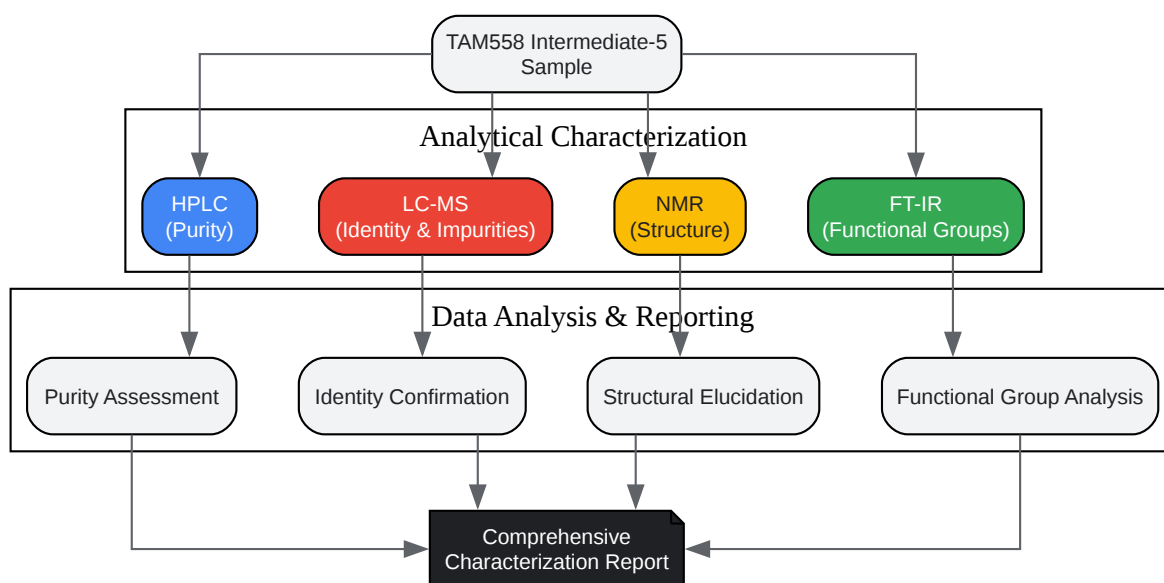 TAM558 Intermediate-5
Sample
Analytical Characterization
HPLC
(Purity)
LC-MS
(Identity & Impurities)
NMR
(Structure)
FT-IR
(Functional Groups)
Data Analysis & Reporting
Purity Assessment
Identity Confirmation
Structural Elucidation
Functional Group Analysis
Comprehensive
Characterization Report